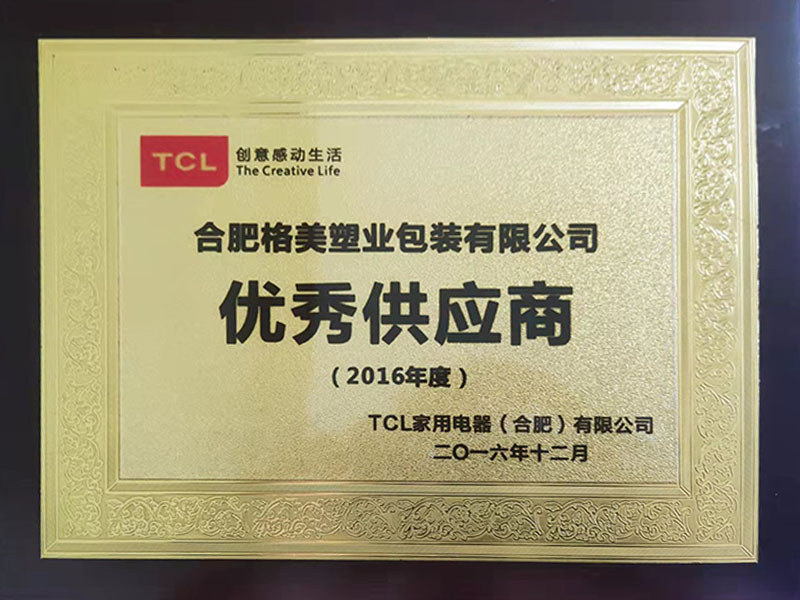 TCL 创意感动生活
The Creative Life
合肥格美塑业包装有限公司
优秀供应商
（2016年度）
TCL家用电器（合肥）有限公司
二〇一六年十二月